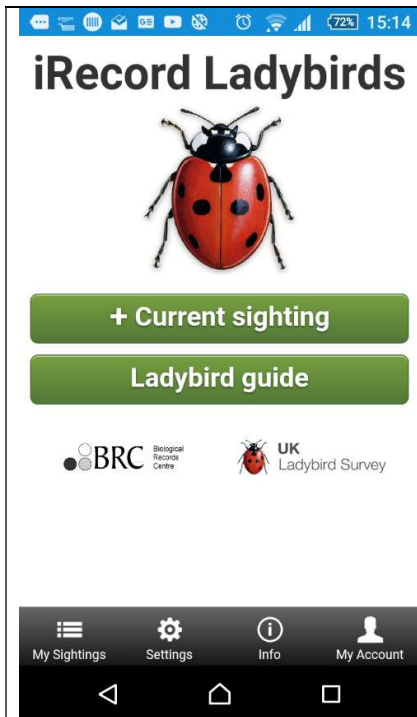 72% 15:14
iRecord Ladybirds
+ Current sighting
Ladybird guide
BRC Biological
Records
Centre
UK
Ladybird Survey
My Sightings Settings Info My Account